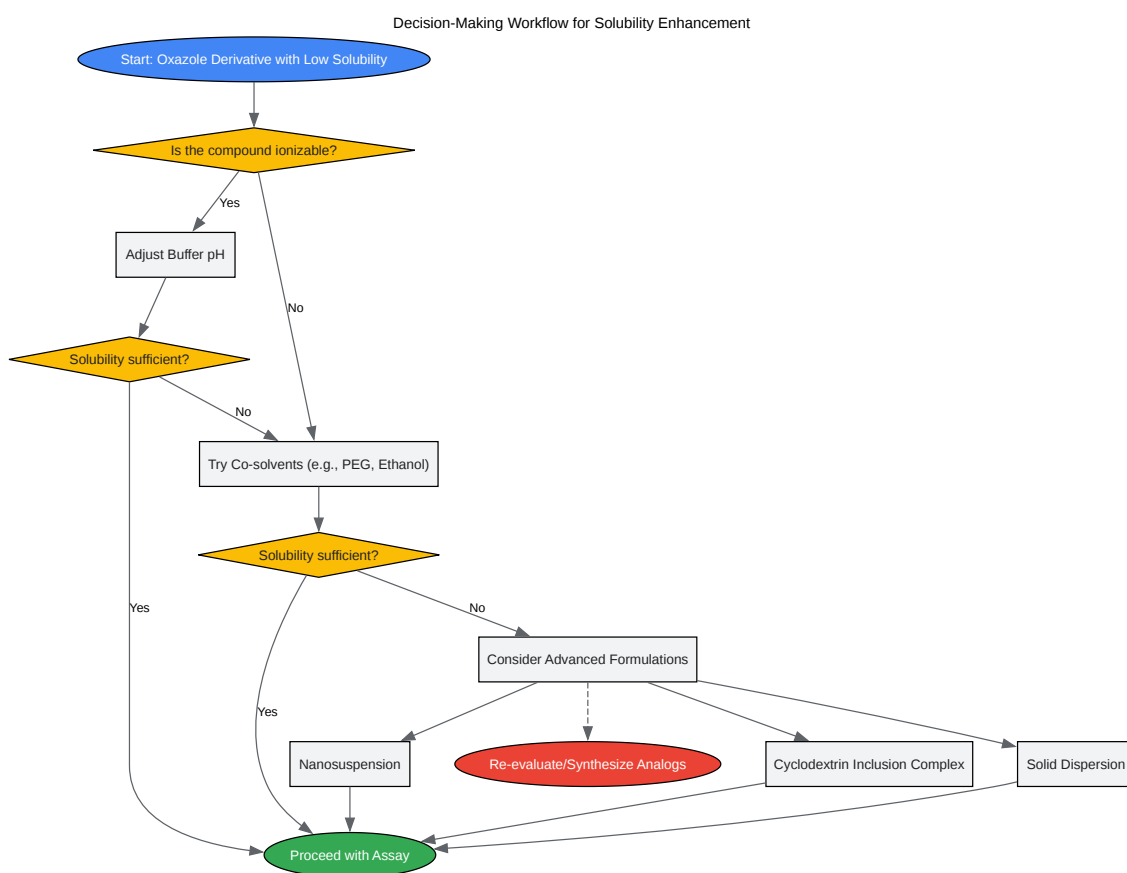 Decision-Making Workflow for Solubility Enhancement
Start: Oxazole Derivative with Low Solubility
Is the compound ionizable?
Yes
Adjust Buffer pH
No
Solubility sufficient?
No
Try Co-solvents (e.g., PEG, Ethanol)
Solubility sufficient?
Yes
No
Consider Advanced Formulations
Yes
Nanosuspension
Re-evaluate/Synthesize Analogs
Cyclodextrin Inclusion Complex
Solid Dispersion
Proceed with Assay